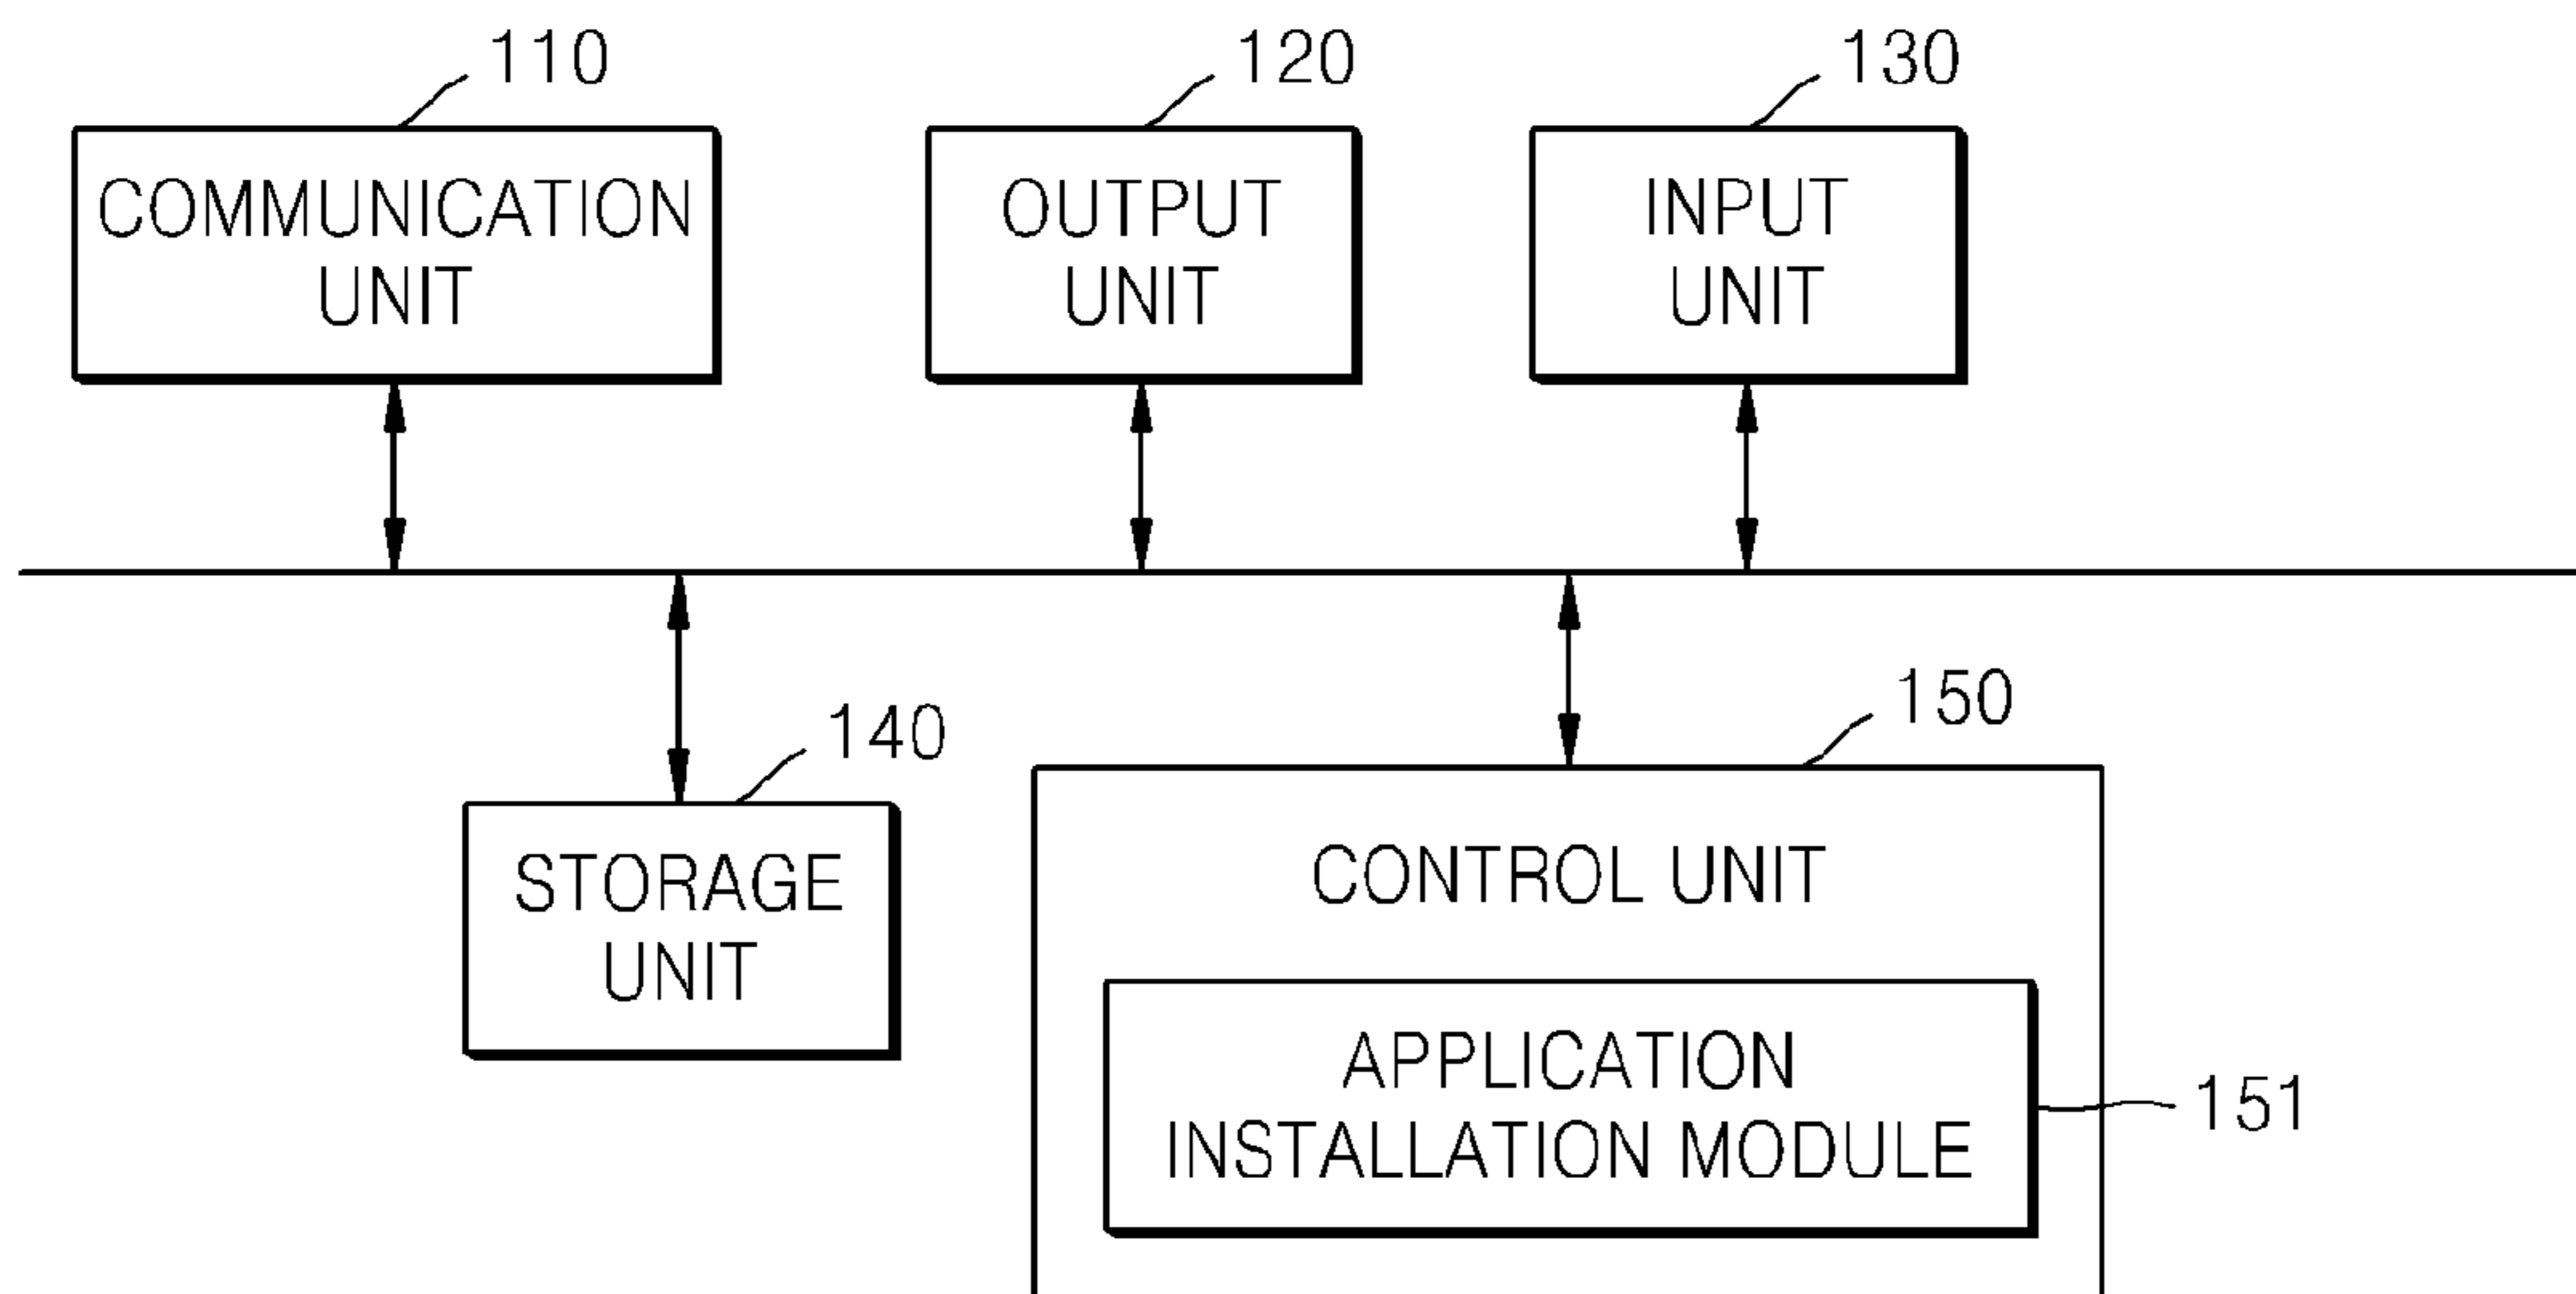 110
120
130
COMMUNICATION
UNIT
OUTPUT
UNIT
INPUT
UNIT
140
150
STORAGE
UNIT
CONTROL UNIT
APPLICATION
INSTALLATION MODULE
151